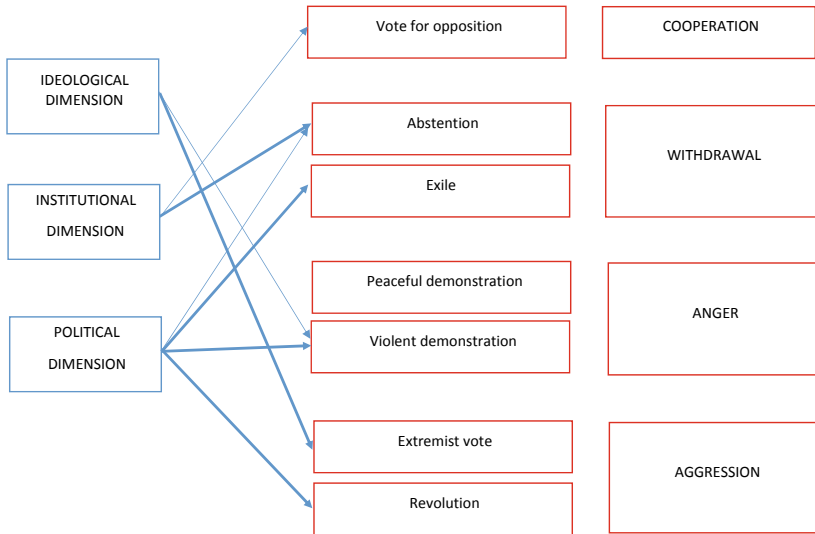 Vote for opposition
COOPERATION
IDEOLOGICAL
DIMENSION
Abstention
WITHDRAWAL
Exile
INSTITUTIONAL
DIMENSION
Peaceful demonstration
ANGER
POLITICAL
DIMENSION
Violent demonstration
Extremist vote
AGGRESSION
Revolution